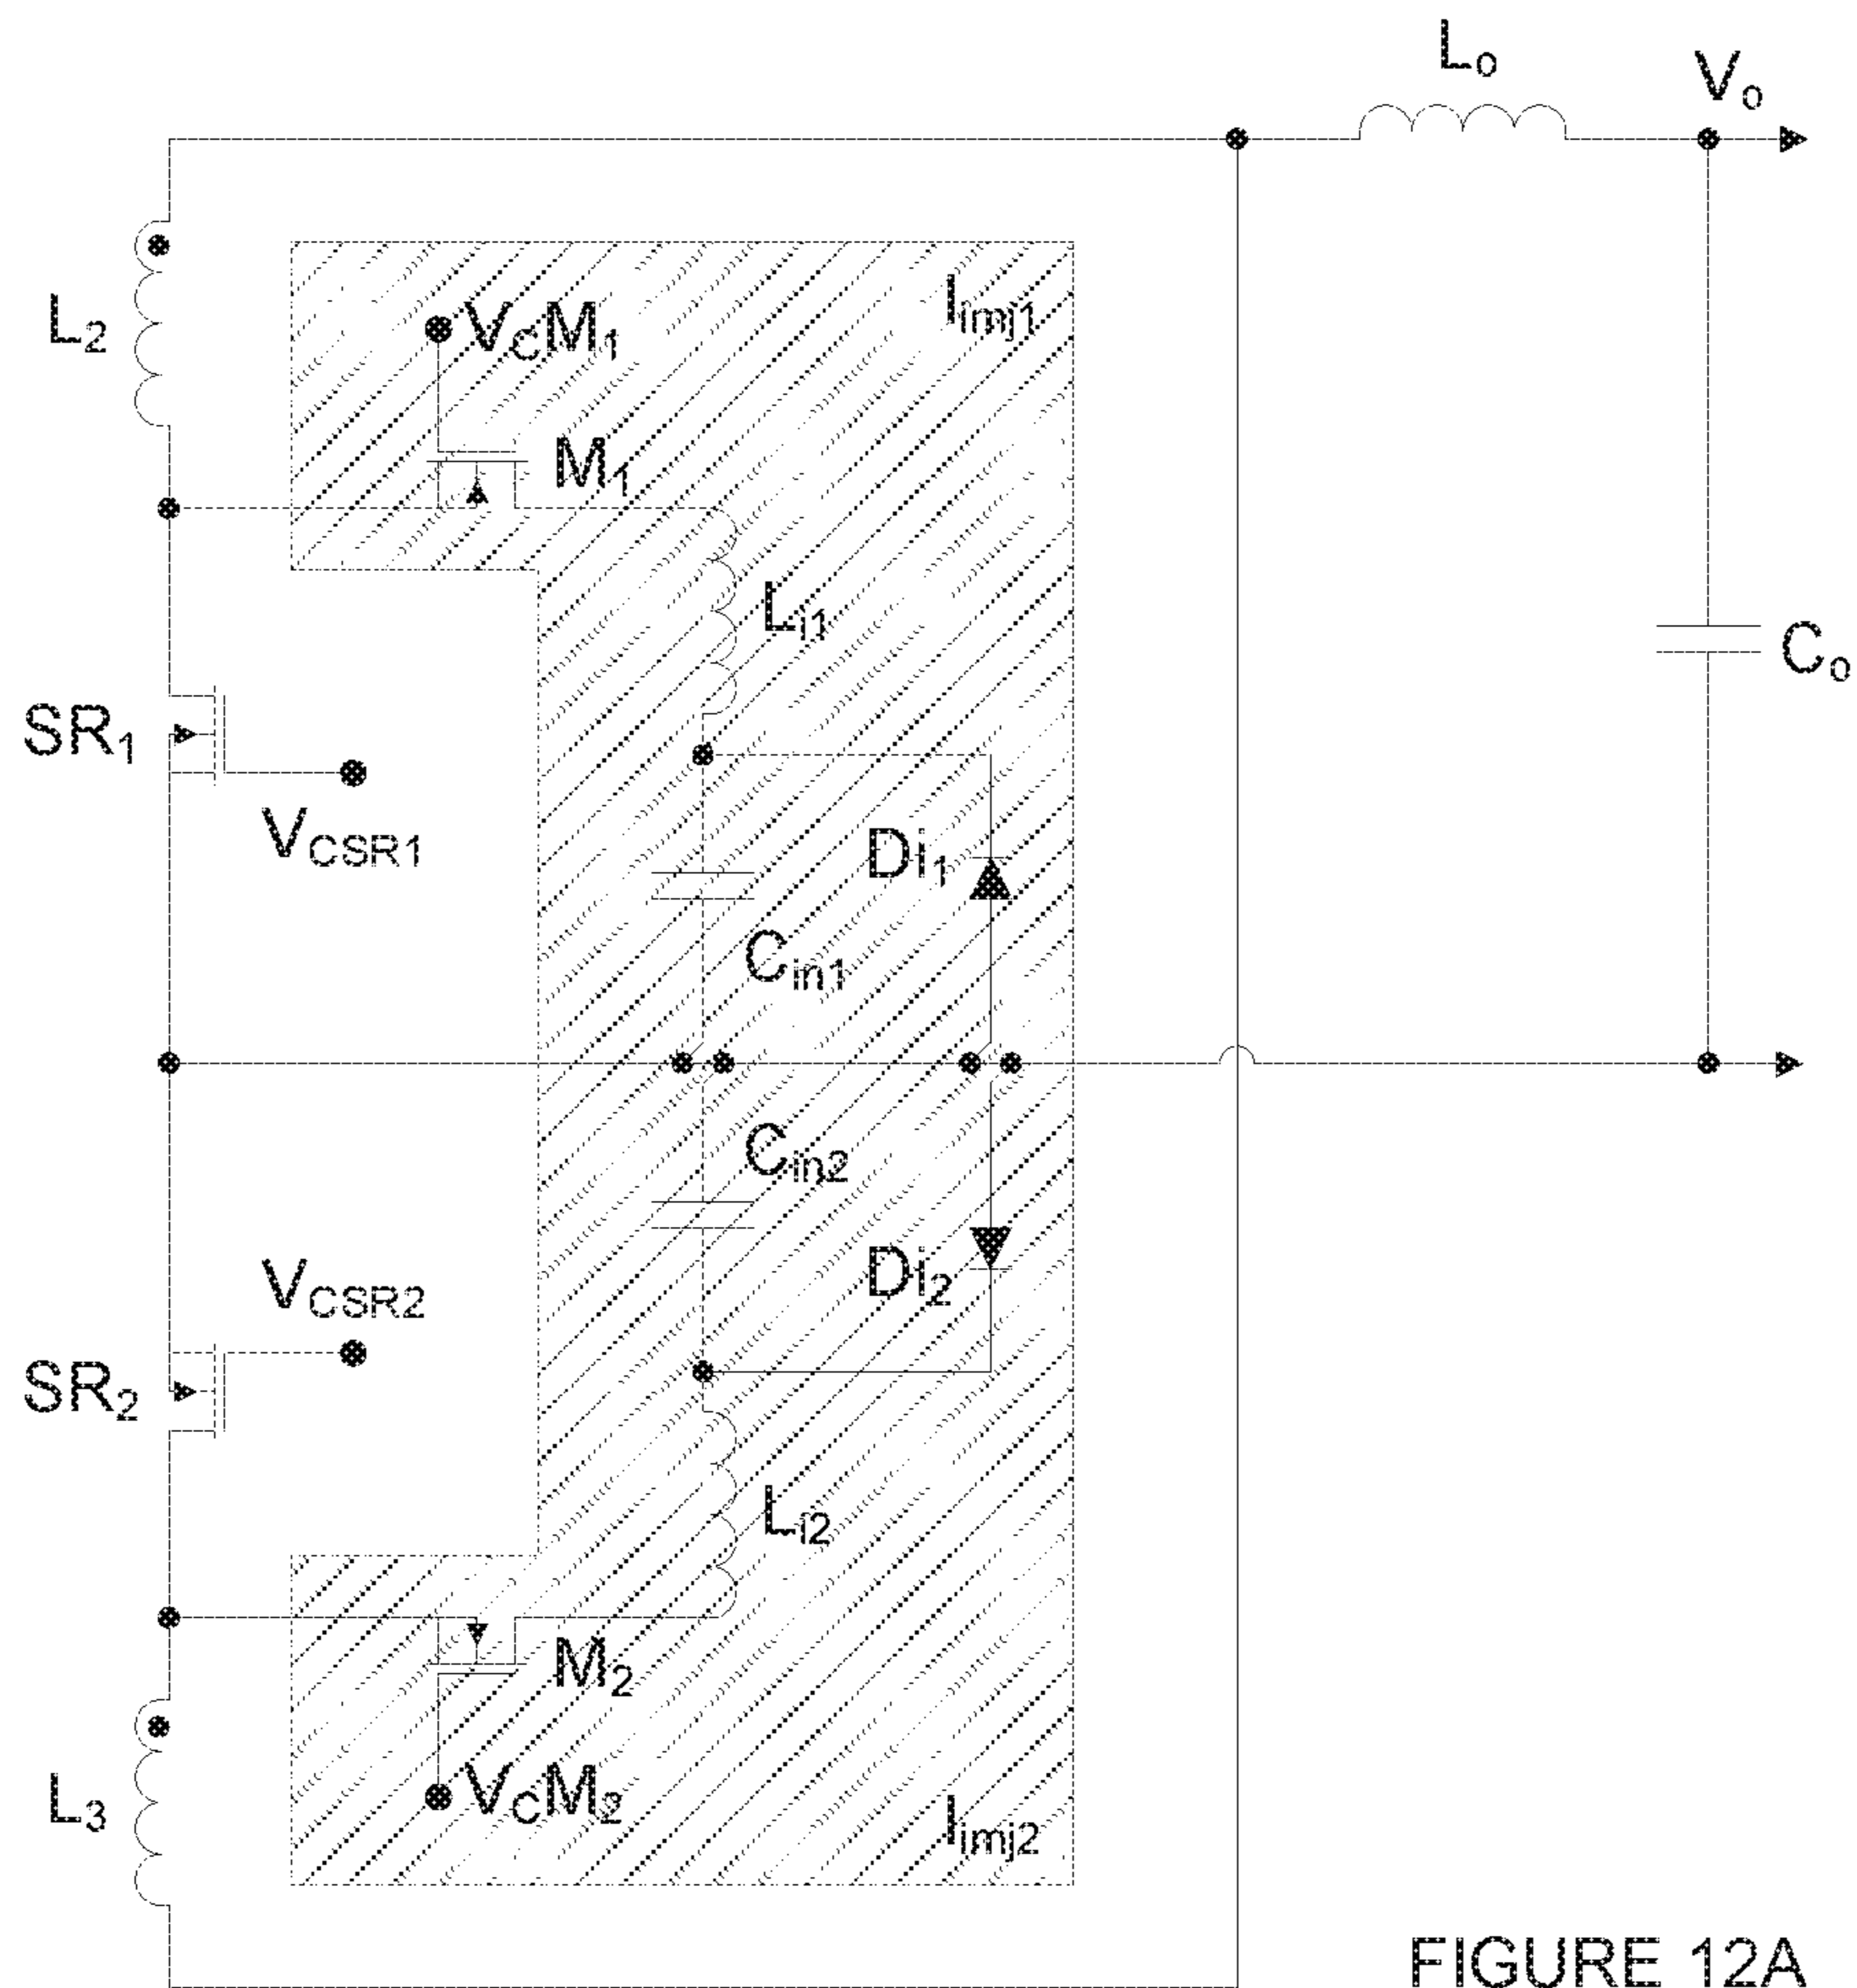 Lo
Vo
L2
VCM1
Iimj1
M1
Li1
Co
SR1
VCSR1
Di1
Cin1
Cin2
VCSR2
Di2
SR2
Li2
M2
L3
VCM2
Iimj2
FIGURE 12A